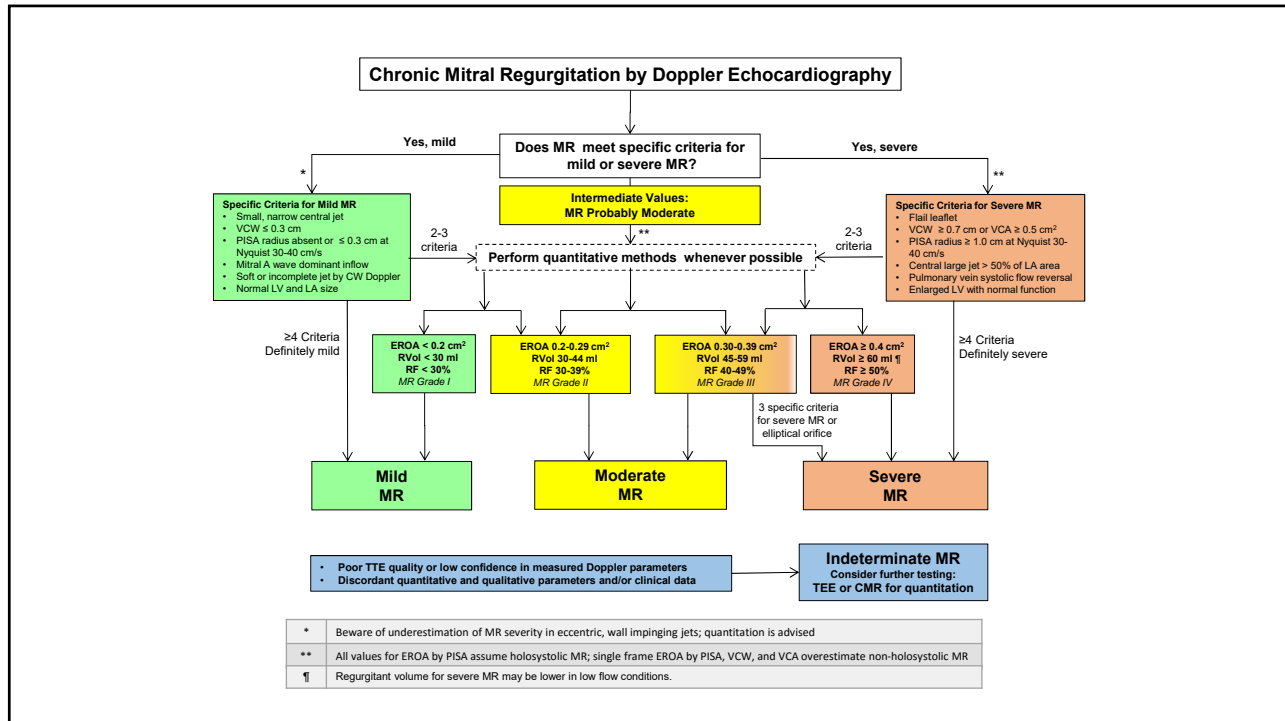 Chronic Mitral Regurgitation by Doppler Echocardiography
Yes, mild
Does MR meet specific criteria for
mild or severe MR?
Yes, severe
*
**
Intermediate Values:
MR Probably Moderate
**
Specific Criteria for Mild MR
• Small, narrow central jet
• VCW ≤ 0.3 cm
• PISA radius absent or ≤ 0.3 cm at
Nyquist 30-40 cm/s
• Mitral A wave dominant inflow
• Soft or incomplete jet by CW Doppler
• Normal LV and LA size
2-3
criteria
Perform quantitative methods whenever possible
2-3
criteria
Specific Criteria for Severe MR
• Flail leaflet
• VCW ≥ 0.7 cm or VCA ≥ 0.5 cm²
• PISA radius ≥ 1.0 cm at Nyquist 30-
40 cm/s
• Central large jet > 50% of LA area
• Pulmonary vein systolic flow reversal
• Enlarged LV with normal function
≥4 Criteria
Definitely mild
EROA < 0.2 cm²
RVol < 30 ml
RF < 30%
MR Grade I
EROA 0.2-0.29 cm²
RVol 30-44 ml
RF 30-39%
MR Grade II
EROA 0.30-0.39 cm²
RVol 45-59 ml
RF 40-49%
MR Grade III
EROA ≥ 0.4 cm²
RVol ≥ 60 ml ¶
RF ≥ 50%
MR Grade IV
≥4 Criteria
Definitely severe
3 specific criteria
for severe MR or
elliptical orifice
Mild
MR
Moderate
MR
Severe
MR
• Poor TTE quality or low confidence in measured Doppler parameters
• Discordant quantitative and qualitative parameters and/or clinical data
Indeterminate MR
Consider further testing:
TEE or CMR for quantitation
* Beware of underestimation of MR severity in eccentric, wall impinging jets; quantitation is advised
** All values for EROA by PISA assume holosystolic MR; single frame EROA by PISA, VCW, and VCA overestimate non-holosystolic MR
¶ Regurgitant volume for severe MR may be lower in low flow conditions.